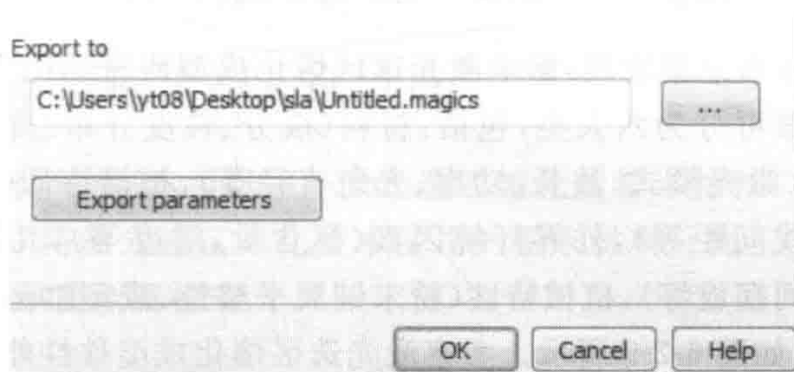 Export to
C:\Users\yt08\Desktop\sla\Untitled.magics
...
Export parameters
OK
Cancel
Help